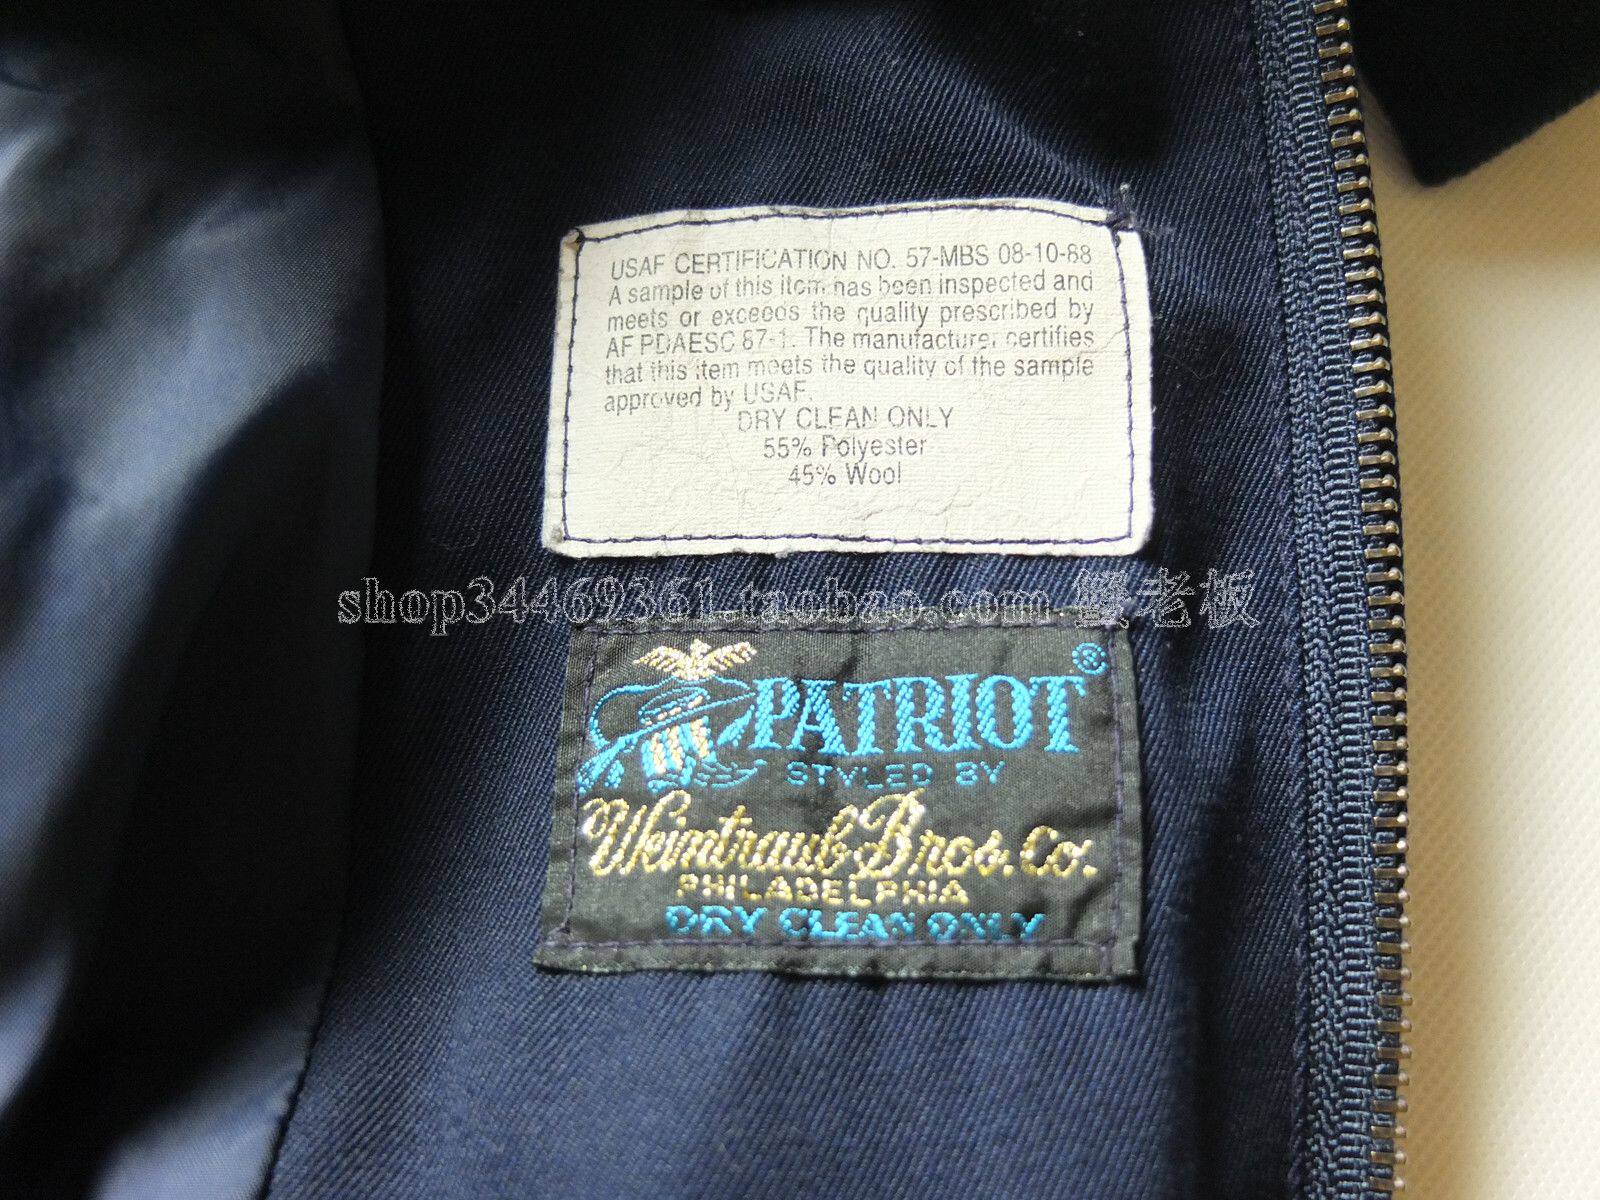 USAF CERTIFICATION NO. 57-MBS 08-10-88
A sample of this item has been inspected and
meets or exceeds the quality prescribed by
AF PDAESC 87-1. The manufacturer certifies
that this item meets the quality of the sample
approved by USAF.
DRY CLEAN ONLY
55% Polyester
45% Wool
shop34469361.taobao.com 蟹老板
PATRIOT®
STYLED BY
Weintraub Bros. Co.
PHILADELPHIA
DRY CLEAN ONLY